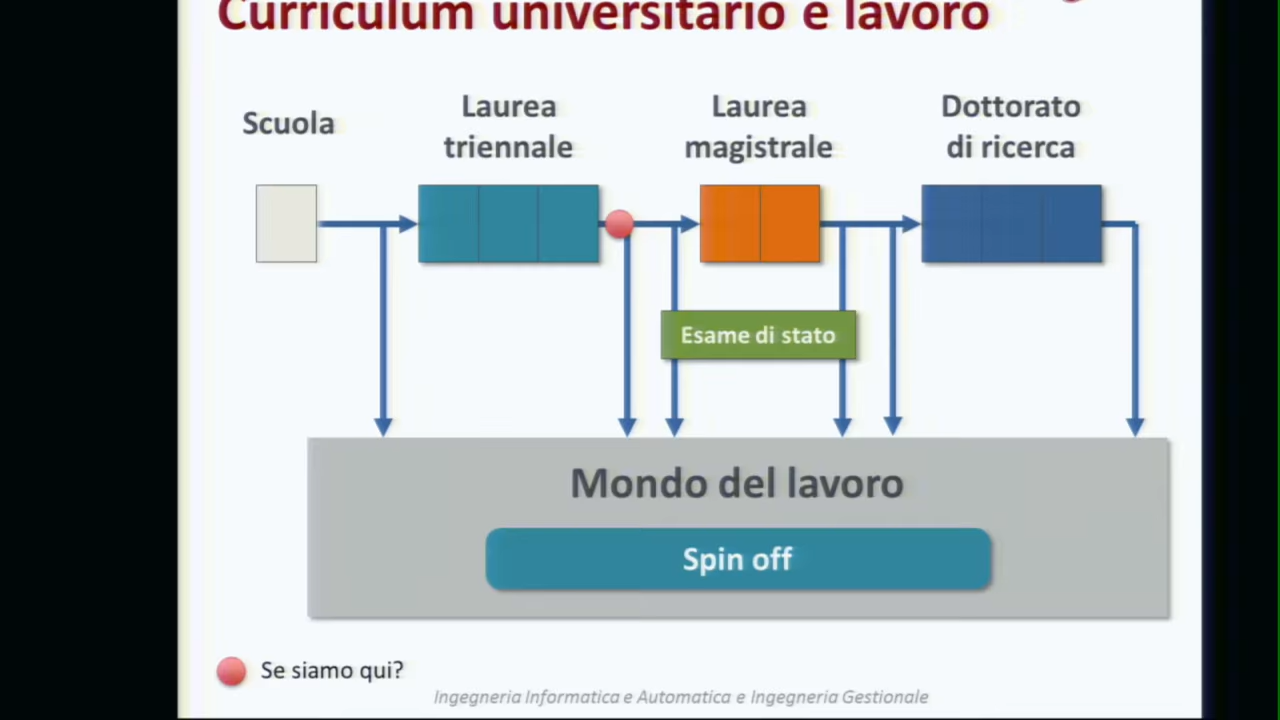 Curriculum universitario e lavoro
Scuola
Laurea
triennale
Laurea
magistrale
Dottorato
di ricerca
Esame di stato
Mondo del lavoro
Spin off
Se siamo qui?
Ingegneria Informatica e Automatica e Ingegneria Gestionale